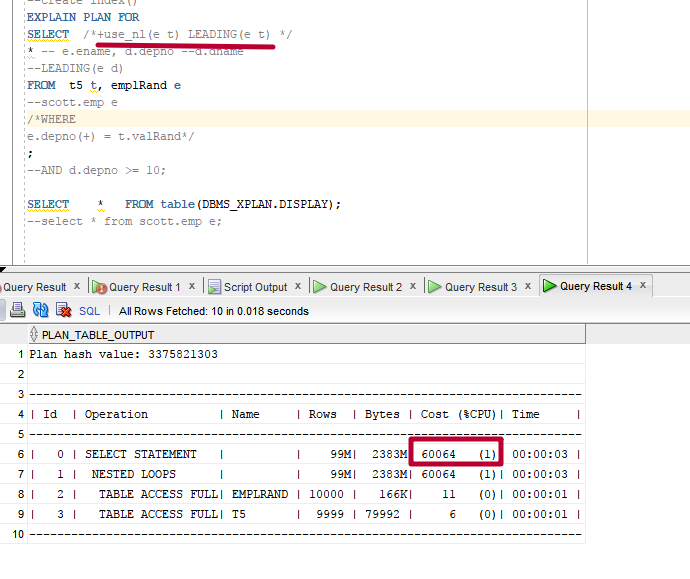 --create index()
EXPLAIN PLAN FOR
SELECT  /*+use_nl(e t) LEADING(e t) */
* -- e.ename, d.depno --d.dname
--LEADING(e d)
FROM  t5 t, emplRand e
--scott.emp e
/*WHERE
e.depno(+) = t.valRand*/
;
--AND d.depno >= 10;
SELECT    *   FROM table(DBMS_XPLAN.DISPLAY);
--select * from scott.emp e;
Query Result x Query Result 1 x Script Output x Query Result 2 x Query Result 3 x Query Result 4 x
SQL | All Rows Fetched: 10 in 0.018 seconds
PLAN_TABLE_OUTPUT
1 Plan hash value: 3375821303
2
3 --------------------------------------------------------------------------------
4 | Id  | Operation          | Name     | Rows  | Bytes | Cost (%CPU)| Time     |
5 --------------------------------------------------------------------------------
6 |   0 | SELECT STATEMENT   |          |    99M|  2383M| 60064   (1)| 00:00:03 |
7 |   1 |  NESTED LOOPS      |          |    99M|  2383M| 60064   (1)| 00:00:03 |
8 |   2 |   TABLE ACCESS FULL| EMPLRAND | 10000 |   166K|    11   (0)| 00:00:01 |
9 |   3 |   TABLE ACCESS FULL| T5       |  9999 | 79992 |     6   (0)| 00:00:01 |
10 --------------------------------------------------------------------------------